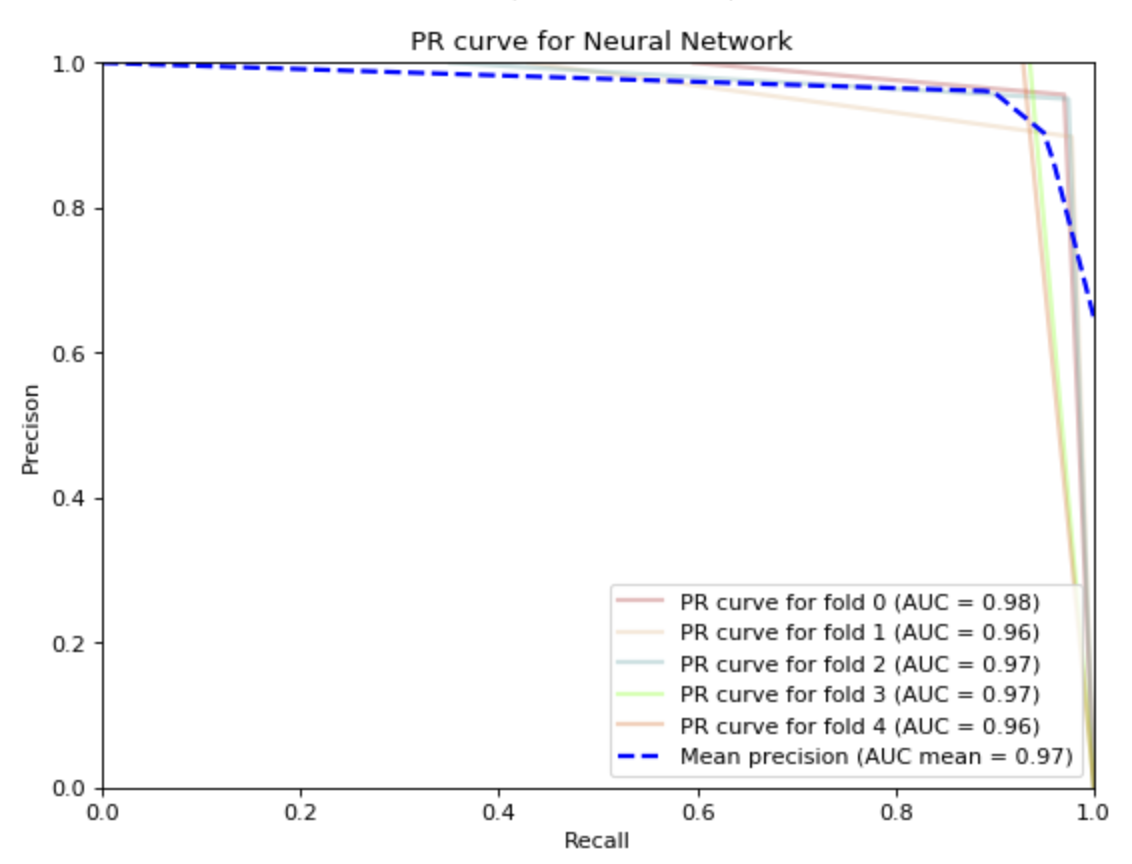 PR curve for Neural Network
1.0
0.8
0.6
0.4
0.2
0.0
Precison
0.0 0.2 0.4 0.6 0.8 1.0
Recall
PR curve for fold 0 (AUC = 0.98)
PR curve for fold 1 (AUC = 0.96)
PR curve for fold 2 (AUC = 0.97)
PR curve for fold 3 (AUC = 0.97)
PR curve for fold 4 (AUC = 0.96)
Mean precision (AUC mean = 0.97)